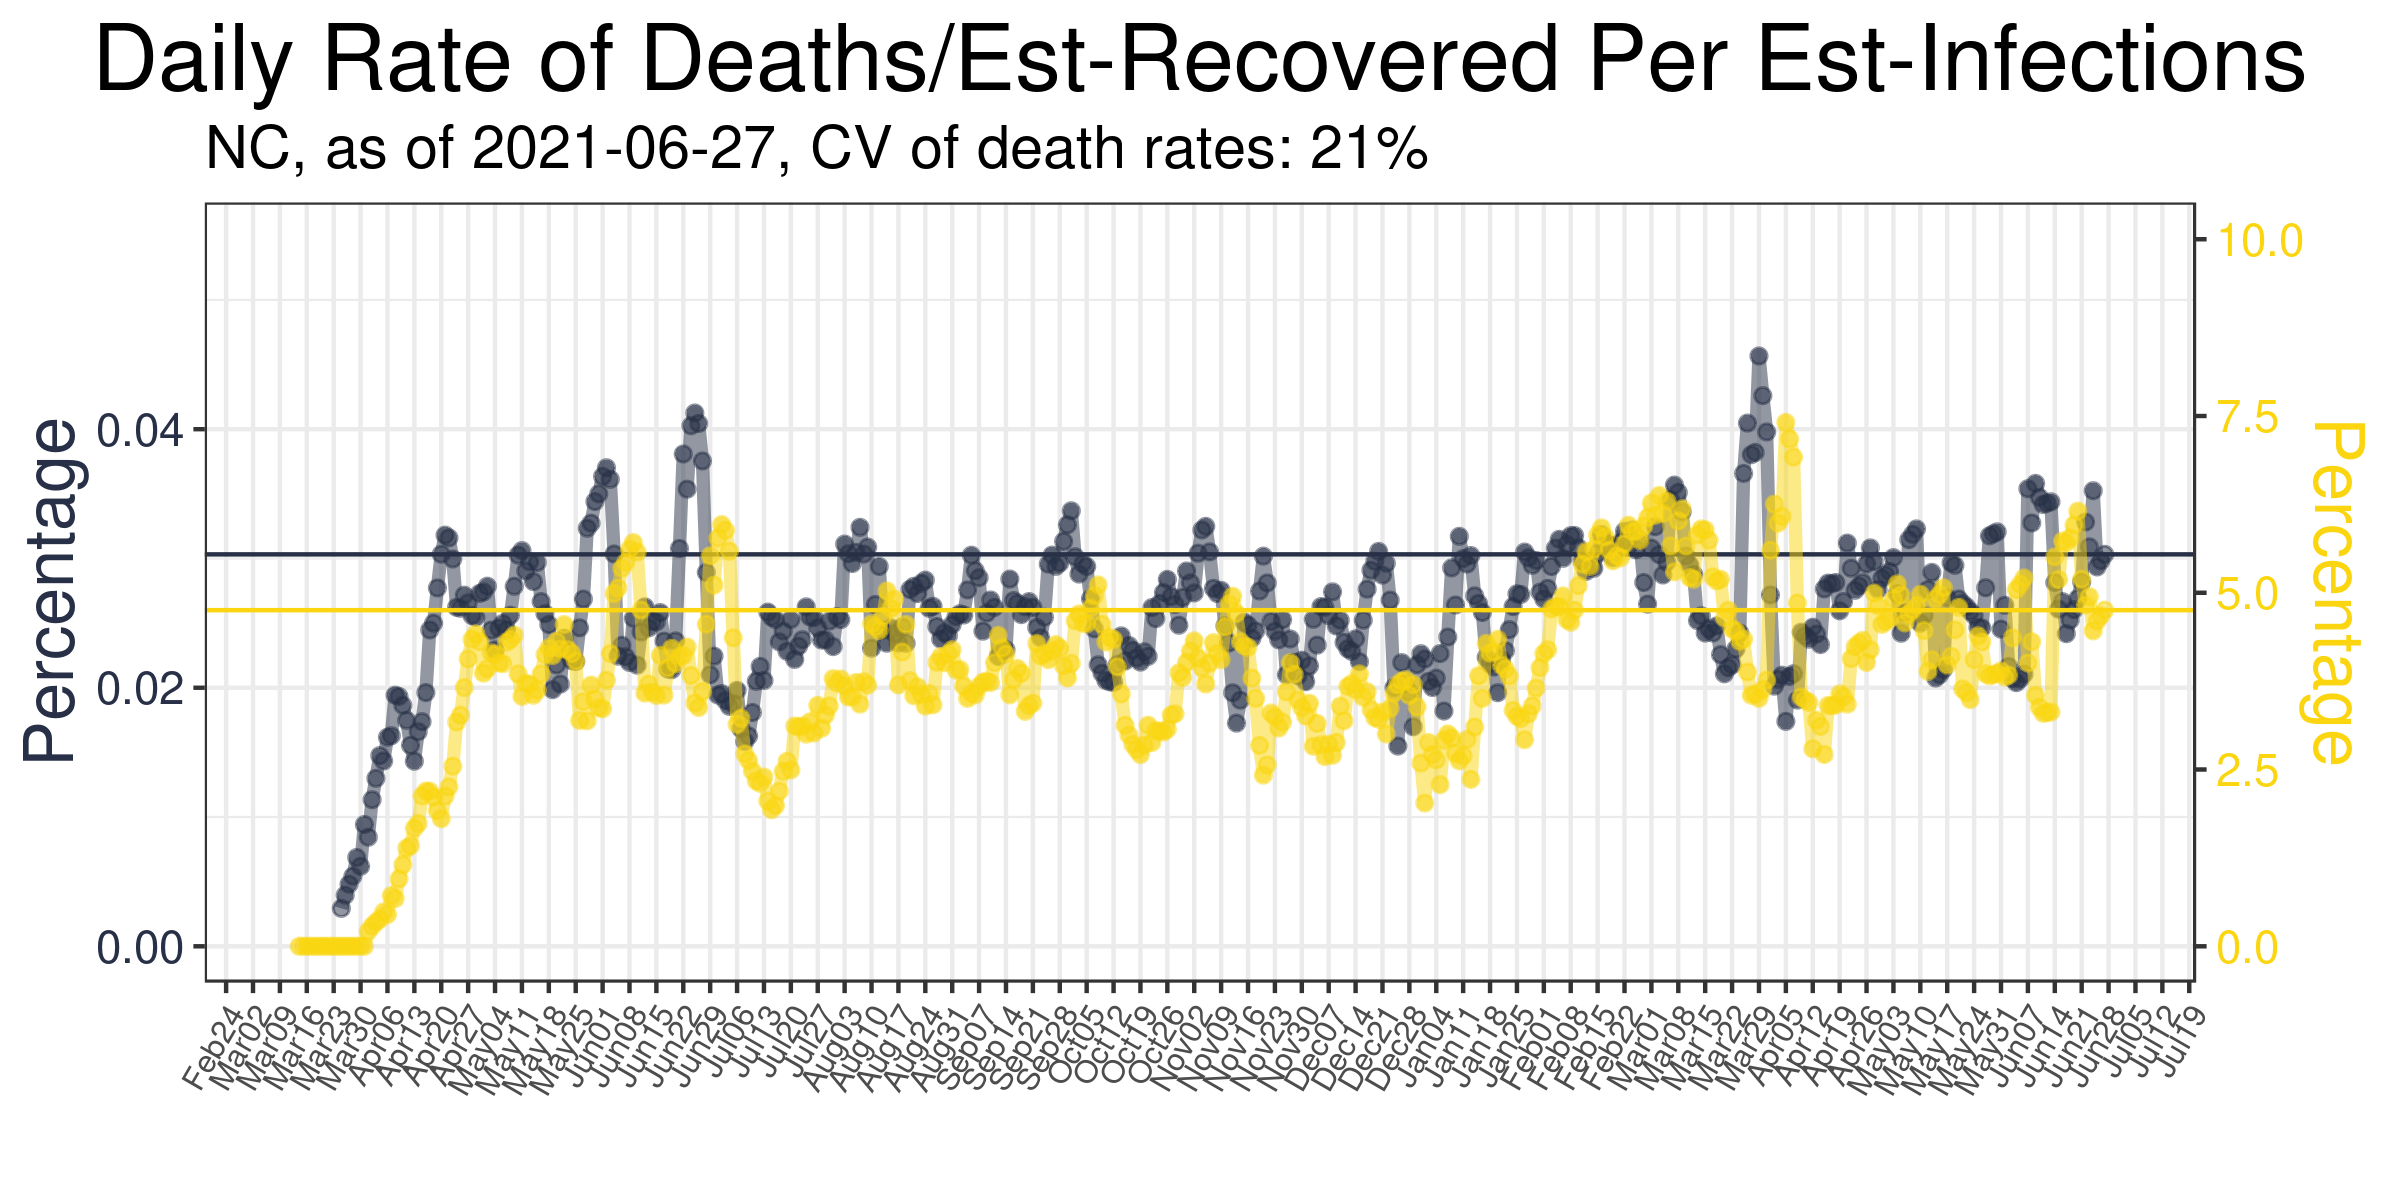 Daily Rate of Deaths/Est-Recovered Per Est-Infections
NC, as of 2021-06-27, CV of death rates: 21%
Percentage
0.04
0.02
0.00
10.0
7.5
5.0
2.5
0.0
Percentage
Feb24
Mar02
Mar09
Mar16
Mar23
Mar30
Apr06
Apr13
Apr20
Apr27
May04
May11
May18
May25
Jun01
Jun08
Jun15
Jun22
Jun29
Jul06
Jul13
Jul20
Jul27
Aug03
Aug10
Aug17
Aug24
Aug31
Sep07
Sep14
Sep21
Sep28
Oct05
Oct12
Oct19
Oct26
Nov02
Nov09
Nov16
Nov23
Nov30
Dec07
Dec14
Dec21
Dec28
Jan04
Jan11
Jan18
Jan25
Feb01
Feb08
Feb15
Feb22
Mar01
Mar08
Mar15
Mar22
Mar29
Apr05
Apr12
Apr19
Apr26
May03
May10
May17
May24
May31
Jun07
Jun14
Jun21
Jun28
Jul05
Jul12
Jul19